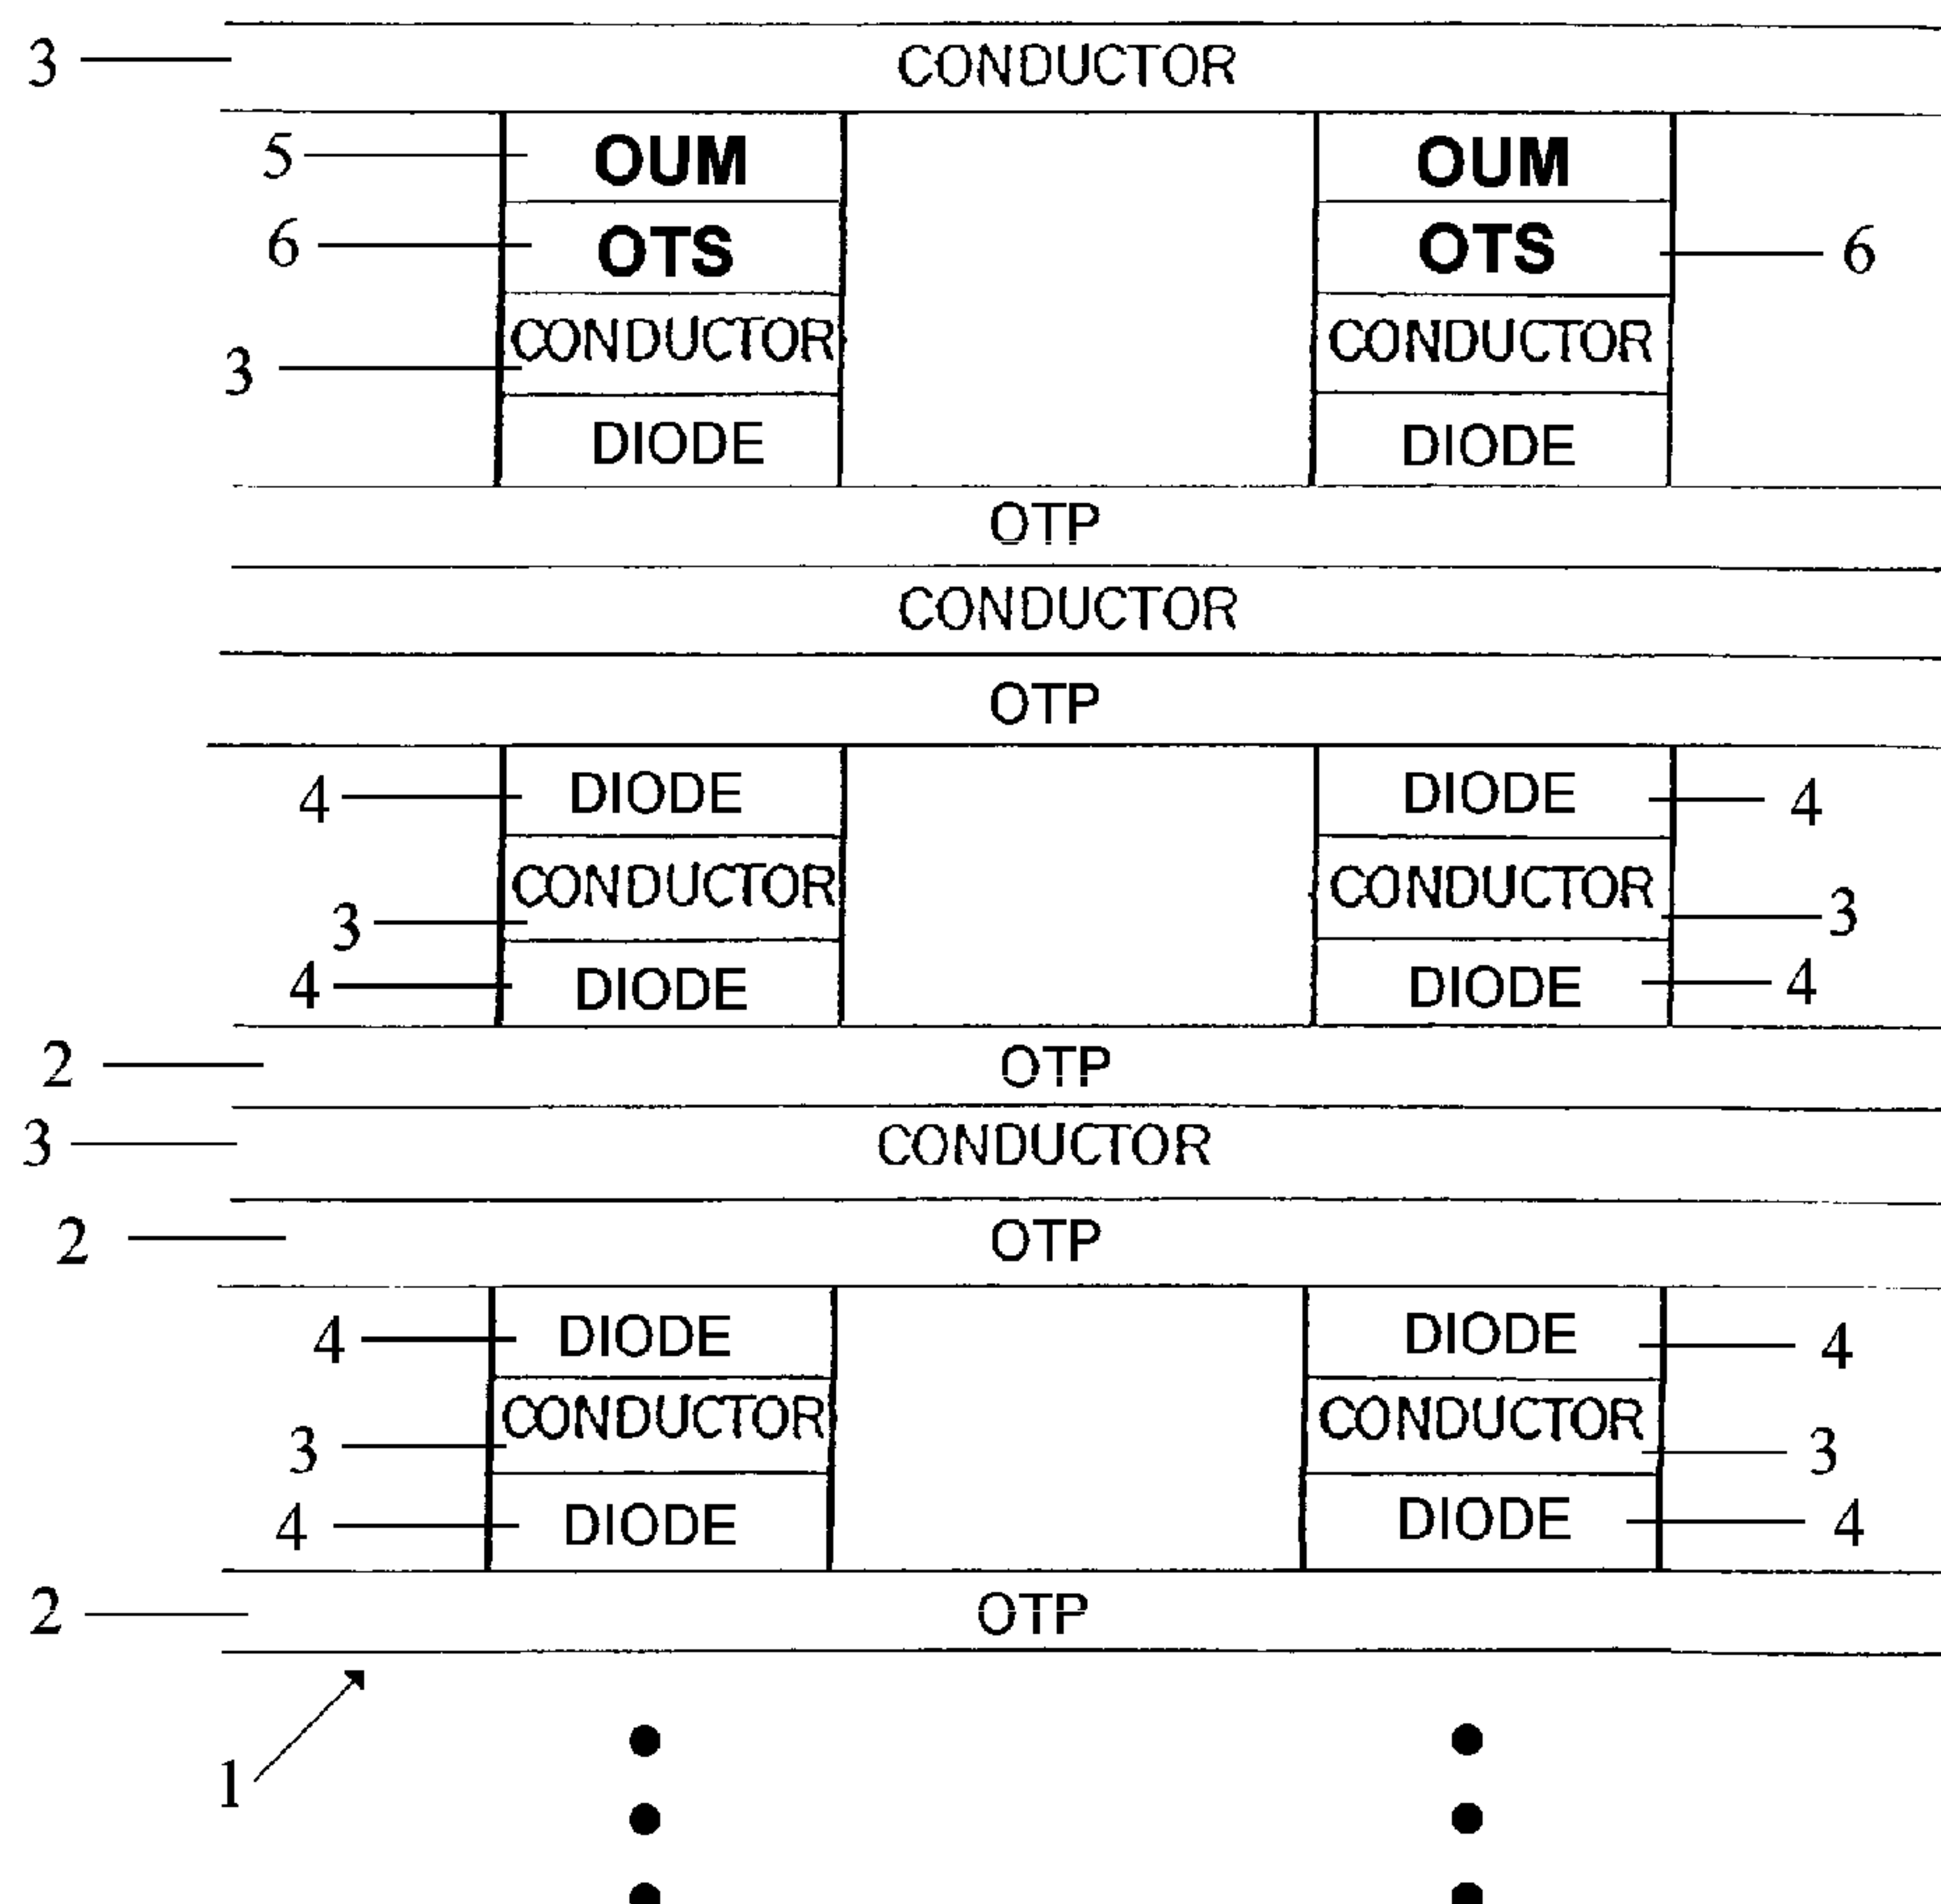 3 CONDUCTOR
5 OUM OUM
6 OTS OTS 6
3 CONDUCTOR CONDUCTOR
DIODE DIODE
OTP
CONDUCTOR
OTP
4 DIODE DIODE 4
3 CONDUCTOR CONDUCTOR 3
4 DIODE DIODE 4
2 OTP
3 CONDUCTOR
2 OTP
4 DIODE DIODE 4
3 CONDUCTOR CONDUCTOR 3
4 DIODE DIODE 4
2 OTP
1